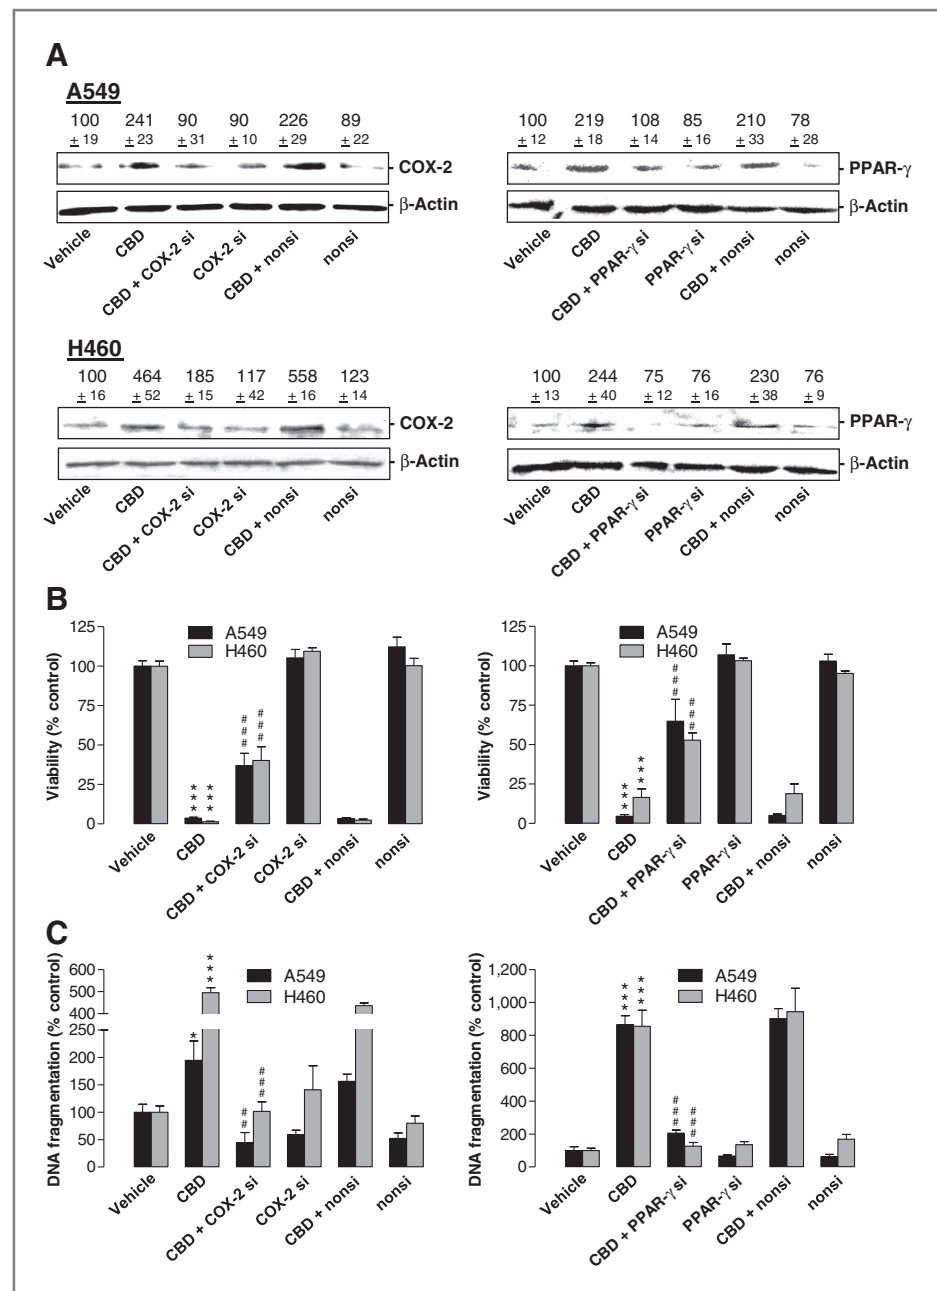 A
A549
100 241 90 90 226 89
± 19 ± 23 ± 31 ± 10 ± 29 ± 22
COX-2
β-Actin
Vehicle
CBD
CBD + COX-2 si
COX-2 si
CBD + nonsi
nonsi
100 219 108 85 210 78
± 12 ± 18 ± 14 ± 16 ± 33 ± 28
PPAR-γ
β-Actin
Vehicle
CBD
CBD + PPAR-γ si
PPAR-γ si
CBD + nonsi
nonsi
H460
100 464 185 117 558 123
± 16 ± 52 ± 15 ± 42 ± 16 ± 14
COX-2
β-Actin
Vehicle
CBD
CBD + COX-2 si
COX-2 si
CBD + nonsi
nonsi
100 244 75 76 230 76
± 13 ± 40 ± 12 ± 16 ± 38 ± 9
PPAR-γ
β-Actin
Vehicle
CBD
CBD + PPAR-γ si
PPAR-γ si
CBD + nonsi
nonsi
B
Viability (% control)
125
100
75
50
25
0
A549
H460
***
***
###
###
Vehicle
CBD
CBD + COX-2 si
COX-2 si
CBD + nonsi
nonsi
Viability (% control)
125
100
75
50
25
0
A549
H460
***
***
###
###
Vehicle
CBD
CBD + PPAR-γ si
PPAR-γ si
CBD + nonsi
nonsi
C
DNA fragmentation (% control)
600
500
400
250
200
150
100
50
0
A549
H460
*
***
##
###
Vehicle
CBD
CBD + COX-2 si
COX-2 si
CBD + nonsi
nonsi
DNA fragmentation (% control)
1,200
1,000
800
600
400
200
0
A549
H460
***
***
###
###
Vehicle
CBD
CBD + PPAR-γ si
PPAR-γ si
CBD + nonsi
nonsi